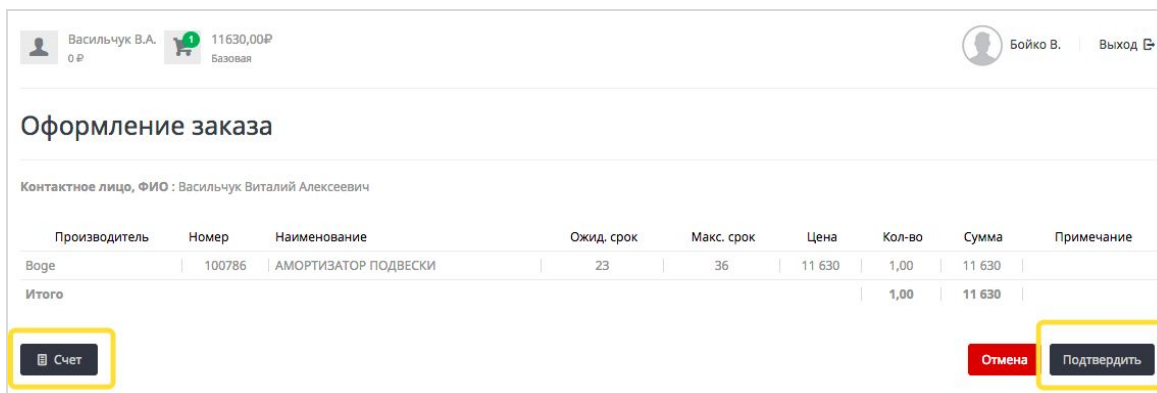 Васильчук В.А. 1 11630,00₽ Бойко В. Выход
0 ₽ Базовая
Оформление заказа
Контактное лицо, ФИО : Васильчук Виталий Алексеевич
Производитель Номер Наименование Ожид. срок Макс. срок Цена Кол-во Сумма Примечание
Boge 100786 АМОРТИЗАТОР ПОДВЕСКИ 23 36 11 630 1,00 11 630
Итого 1,00 11 630
Счет Отмена Подтвердить